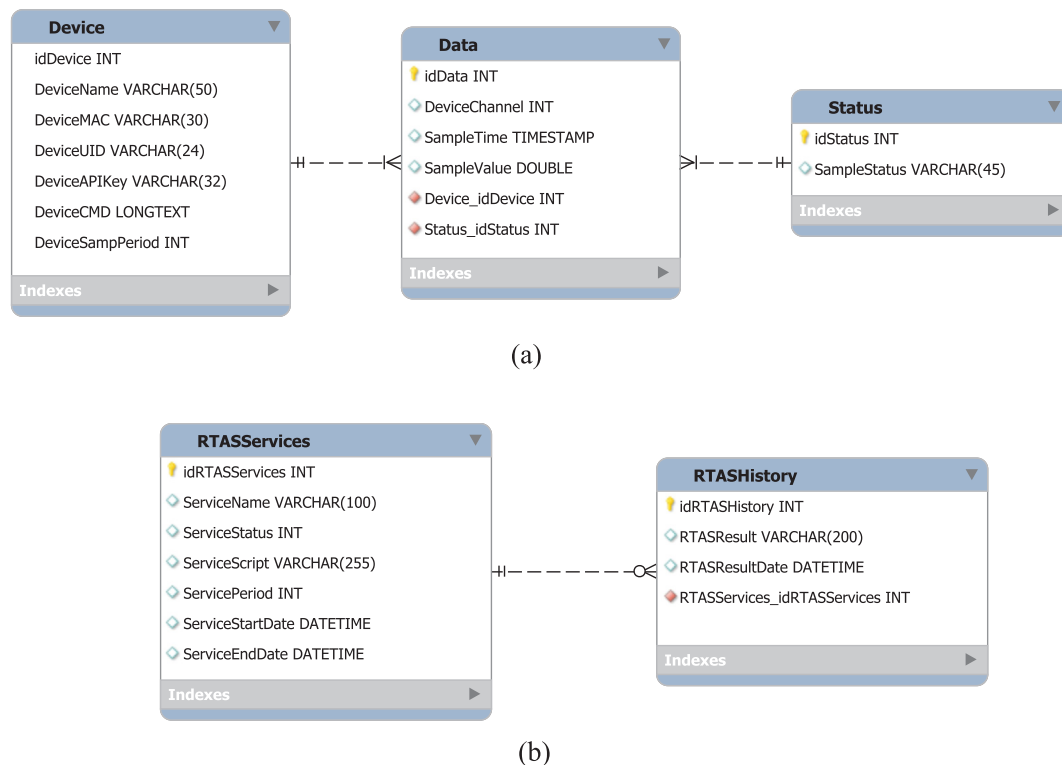 Device
idDevice INT
DeviceName VARCHAR(50)
DeviceMAC VARCHAR(30)
DeviceUID VARCHAR(24)
DeviceAPIKey VARCHAR(32)
DeviceCMD LONGTEXT
DeviceSampPeriod INT
Indexes
Data
idData INT
DeviceChannel INT
SampleTime TIMESTAMP
SampleValue DOUBLE
Device_idDevice INT
Status_idStatus INT
Indexes
Status
idStatus INT
SampleStatus VARCHAR(45)
Indexes
(a)
RTASServices
idRTASServices INT
ServiceName VARCHAR(100)
ServiceStatus INT
ServiceScript VARCHAR(255)
ServicePeriod INT
ServiceStartDate DATETIME
ServiceEndDate DATETIME
Indexes
RTASHistory
idRTASHistory INT
RTASResult VARCHAR(200)
RTASResultDate DATETIME
RTASServices_idRTASServices INT
Indexes
(b)